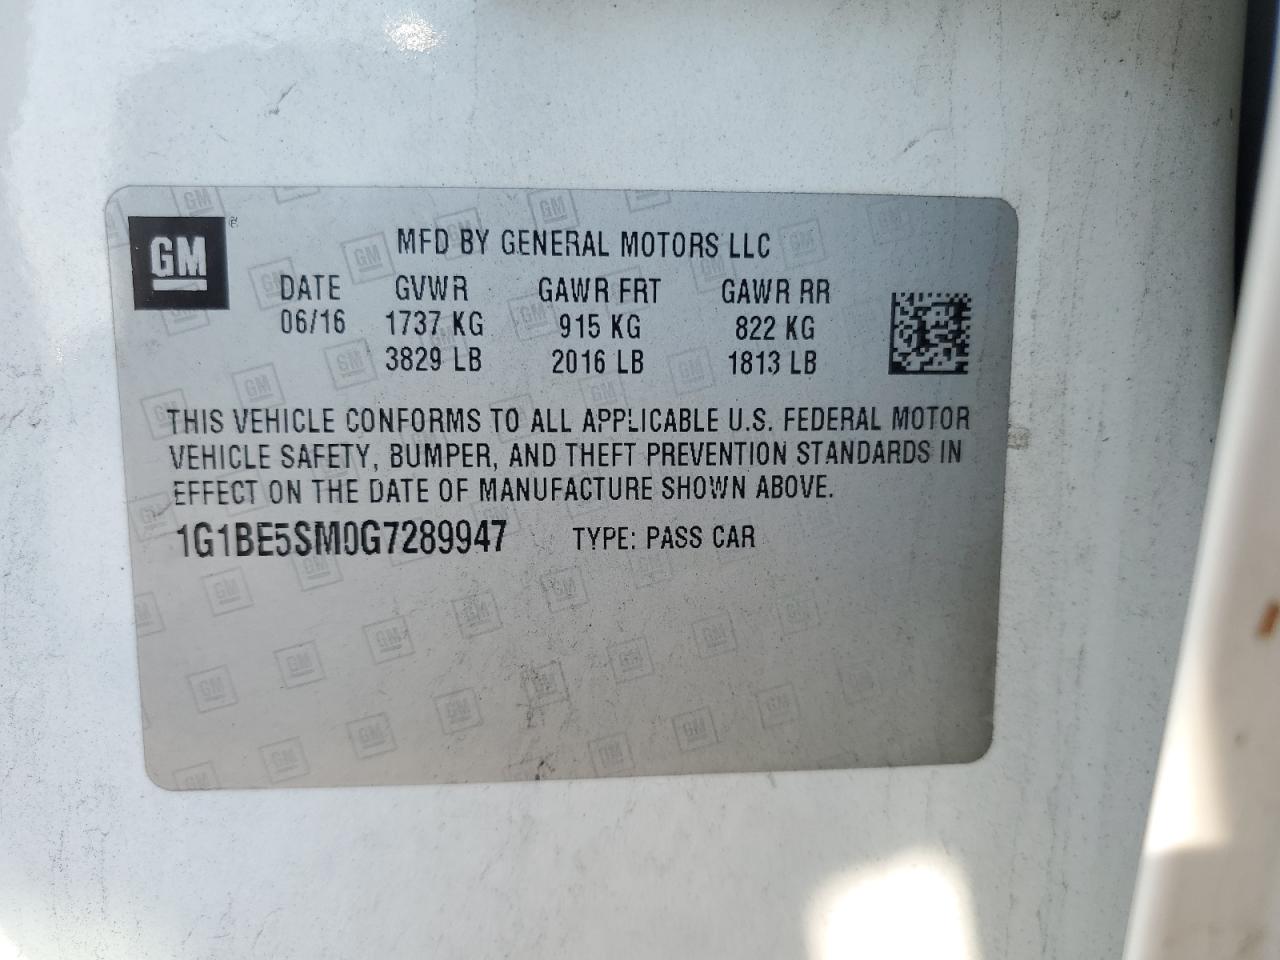 GM
MFD BY GENERAL MOTORS LLC
DATE GVWR GAWR FRT GAWR RR
06/16 1737 KG 915 KG 822 KG
3829 LB 2016 LB 1813 LB
THIS VEHICLE CONFORMS TO ALL APPLICABLE U.S. FEDERAL MOTOR
VEHICLE SAFETY, BUMPER, AND THEFT PREVENTION STANDARDS IN
EFFECT ON THE DATE OF MANUFACTURE SHOWN ABOVE.
1G1BE5SM0G7289947 TYPE: PASS CAR